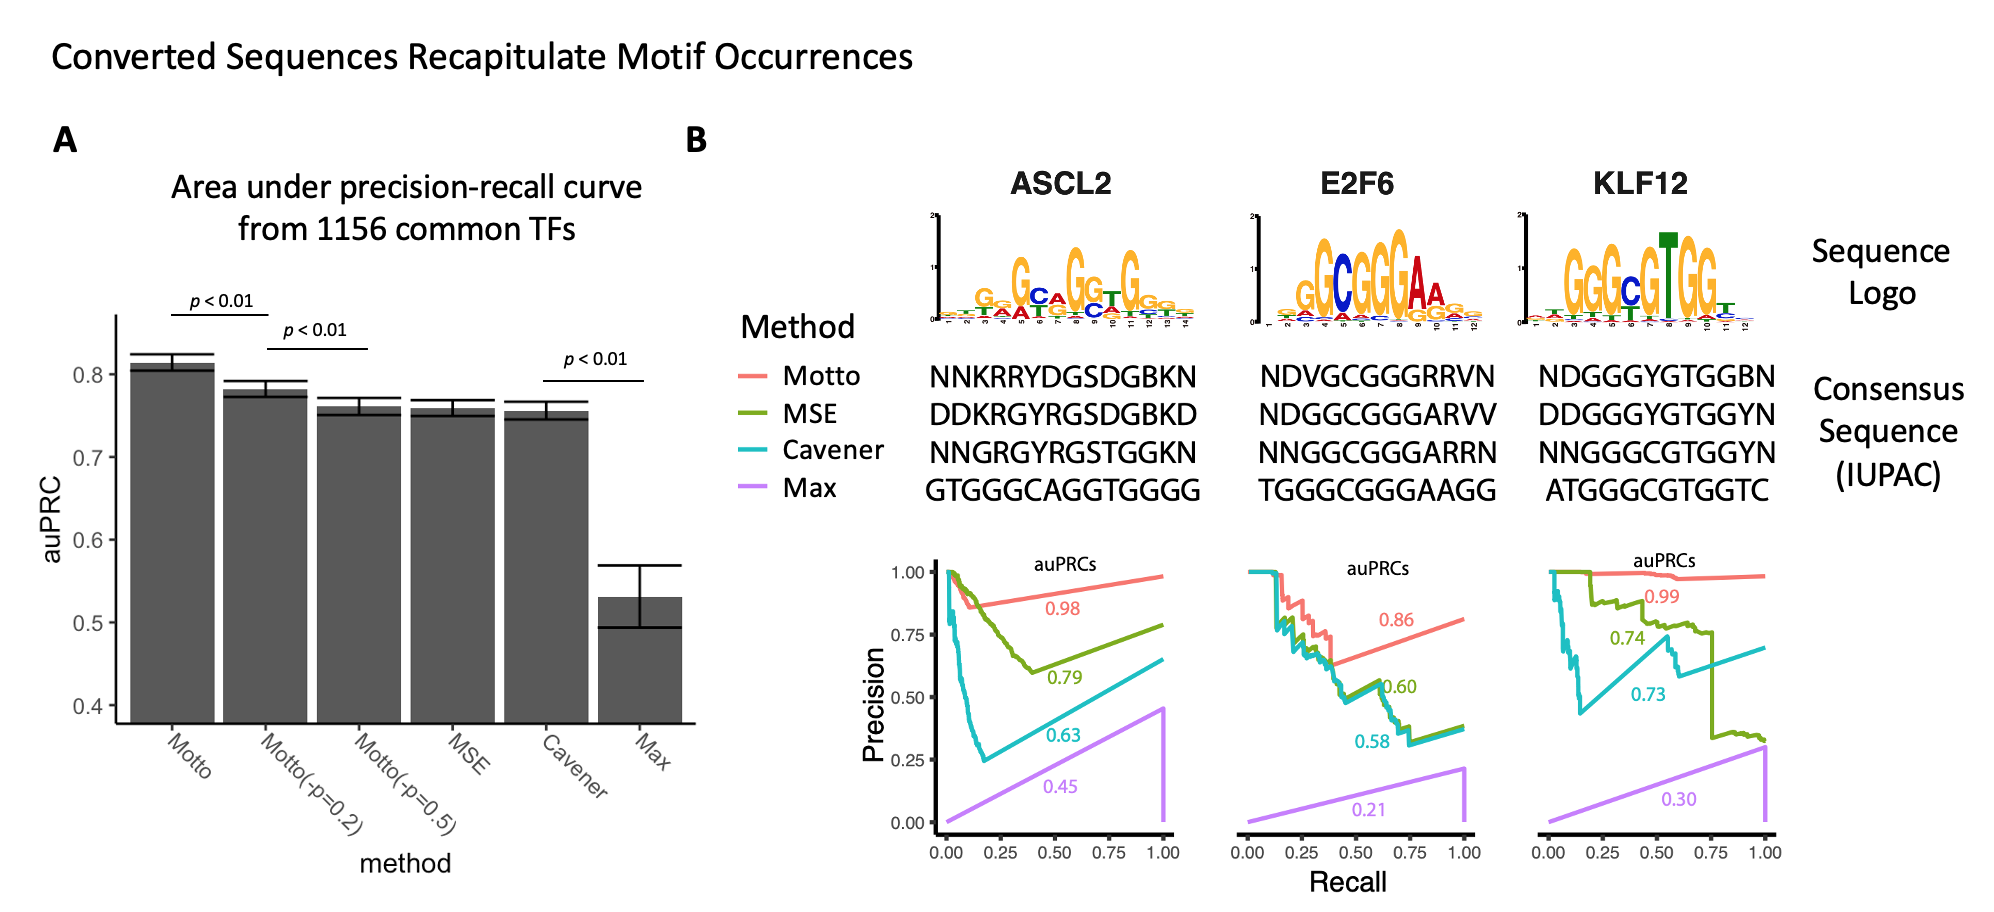 Converted Sequences Recapitulate Motif Occurrences
A
Area under precision-recall curve
from 1156 common TFs
p < 0.01
p < 0.01
p < 0.01
auPRC
0.8
0.7
0.6
0.5
0.4
Motto
Motto(-p=0.2)
Motto(-p=0.5)
MSE
Cavener
Max
method
B
ASCL2
E2F6
KLF12
Sequence
Logo
Method
Motto
MSE
Cavener
Max
NNKRRYDGSDGBKN
DDKRGYRGSDGBKD
NNGRGYRGSTGGKN
GTGGGCAGGTGGGG
NDVGCGGGRRVN
NDGGCGGGARVV
NNGGCGGGARRN
TGGGCGGGAAGG
NDGGGYGTGGBN
DDGGGYGTGGYN
NNGGGCGTGGYN
ATGGGCGTGGTC
Consensus
Sequence
(IUPAC)
Precision
1.00
0.75
0.50
0.25
0.00
auPRCs
0.98
0.79
0.63
0.45
0.00 0.25 0.50 0.75 1.00
auPRCs
0.86
0.60
0.58
0.21
0.00 0.25 0.50 0.75 1.00
auPRCs
0.99
0.74
0.73
0.30
0.00 0.25 0.50 0.75 1.00
Recall